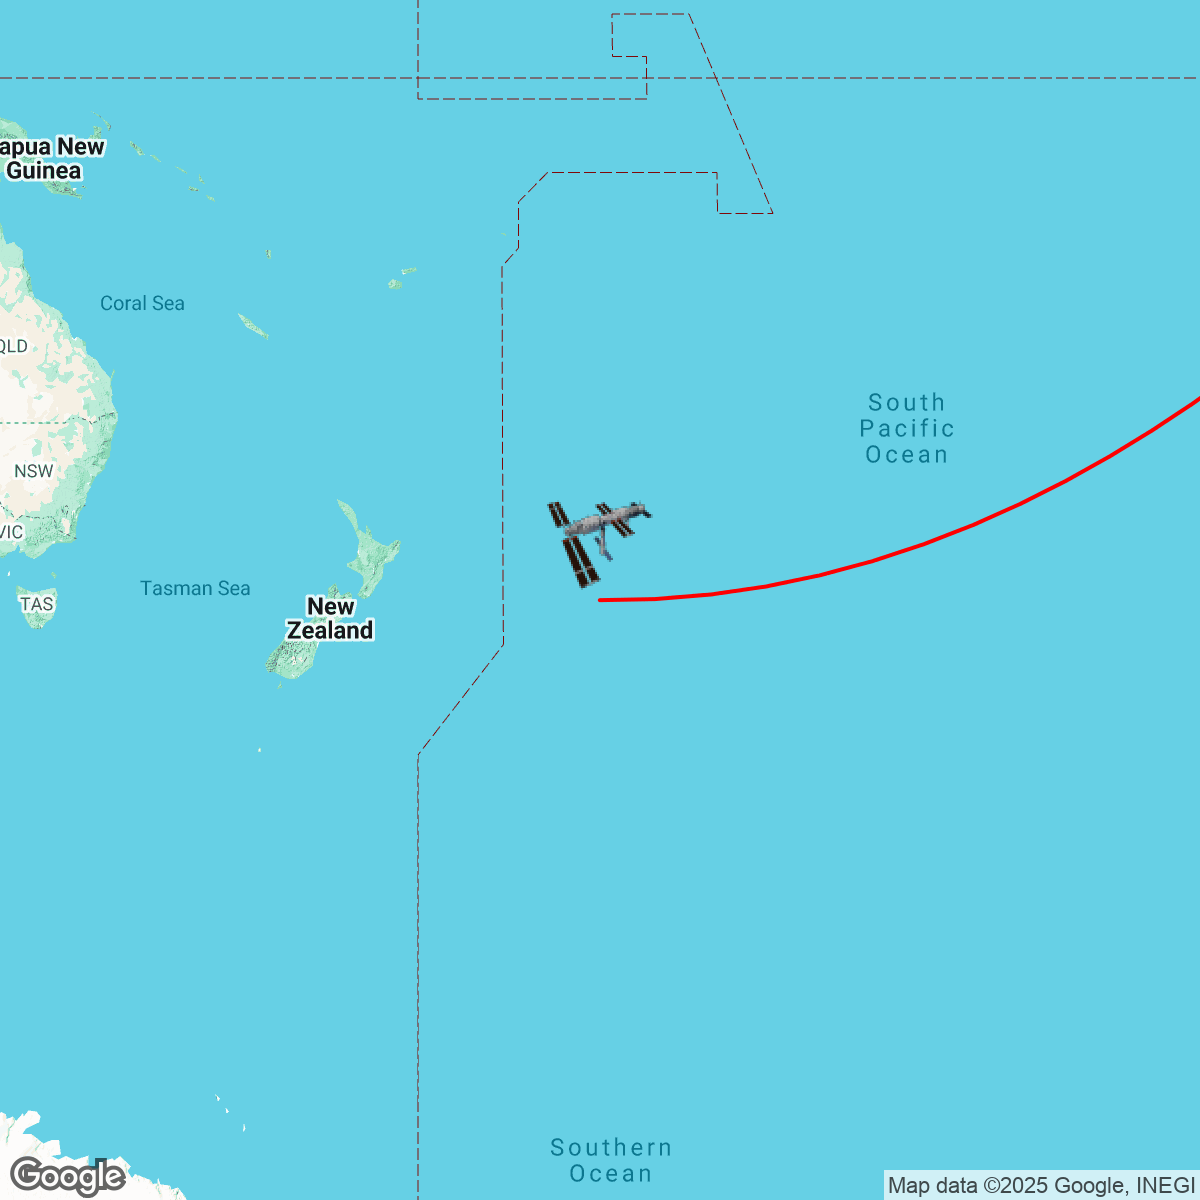 apua New
Guinea
Coral Sea
QLD
South
Pacific
Ocean
NSW
VIC
Tasman Sea
TAS
New
Zealand
Southern
Ocean
Google
Map data ©2025 Google, INEGI